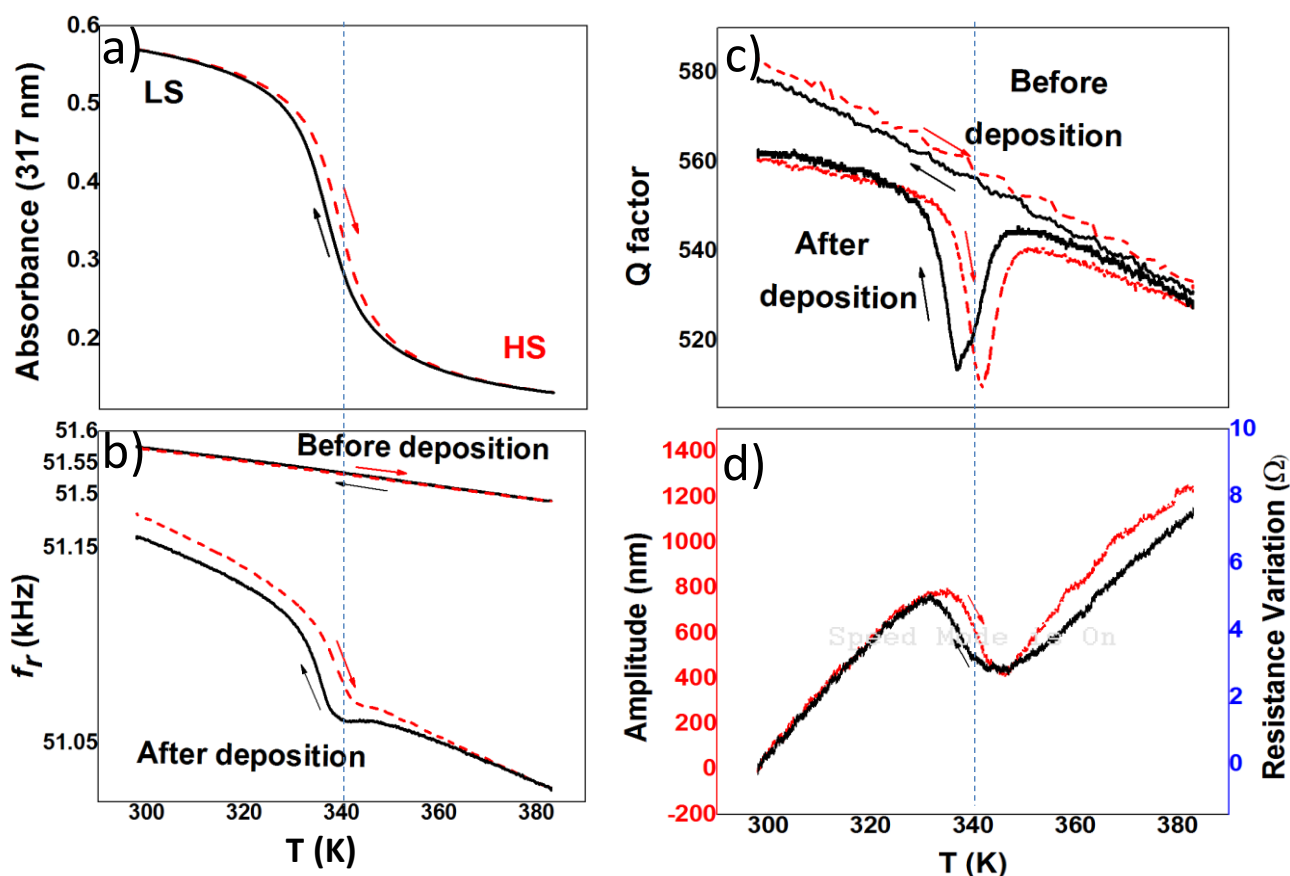 a)
0.6
0.5
0.4
0.3
0.2
Absorbance (317 nm)
LS
HS
b)
51.6
51.55
51.5
51.15
51.05
fr (kHz)
Before deposition
After deposition
300 320 340 360 380
T (K)
c)
580
560
540
520
Q factor
Before
deposition
After
deposition
d)
1400
1200
1000
800
600
400
200
0
-200
Amplitude (nm)
10
8
6
4
2
0
Resistance Variation (Ω)
Speed Mode is On
300 320 340 360 380
T (K)